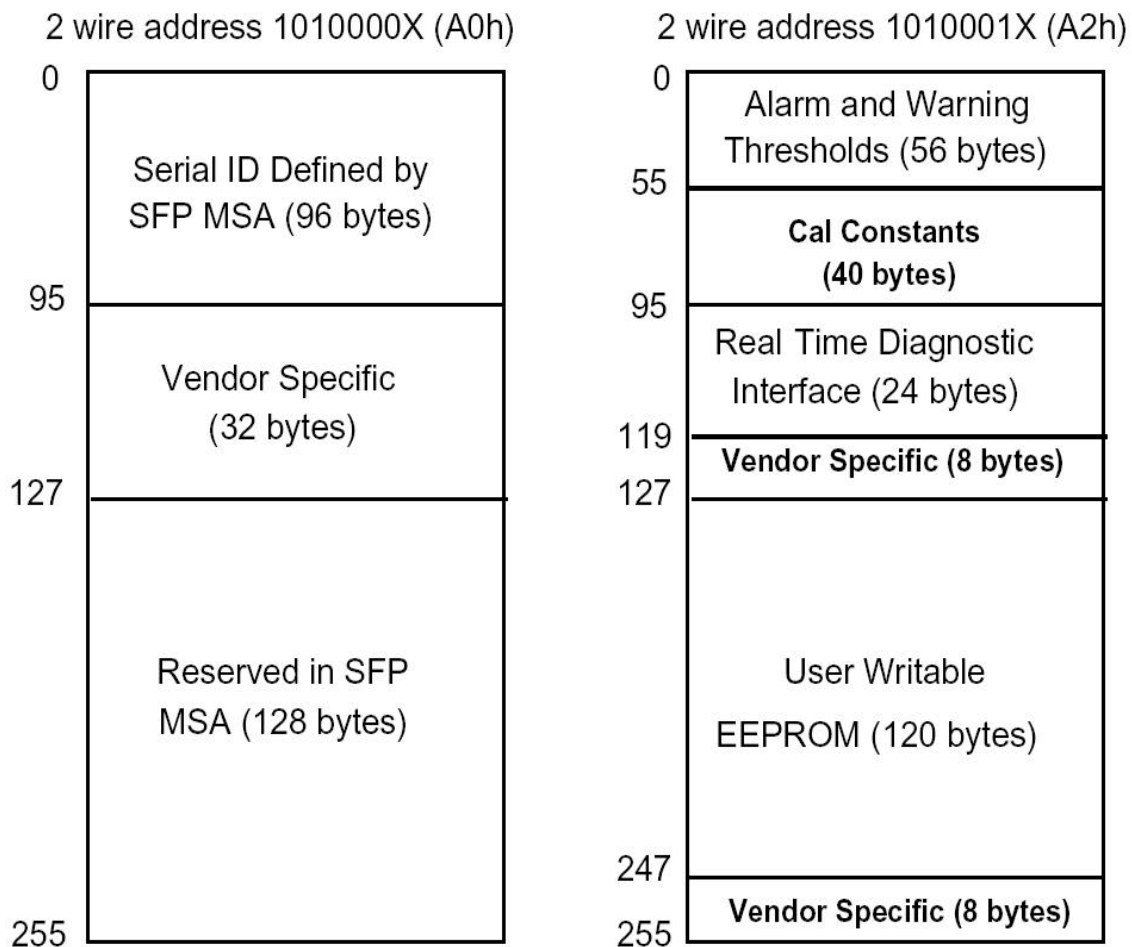 2 wire address 1010000X (A0h)
0
Serial ID Defined by
SFP MSA (96 bytes)
95
Vendor Specific
(32 bytes)
127
Reserved in SFP
MSA (128 bytes)
255
2 wire address 1010001X (A2h)
0
Alarm and Warning
Thresholds (56 bytes)
55
Cal Constants
(40 bytes)
95
Real Time Diagnostic
Interface (24 bytes)
119
Vendor Specific (8 bytes)
127
User Writable
EEPROM (120 bytes)
247
Vendor Specific (8 bytes)
255